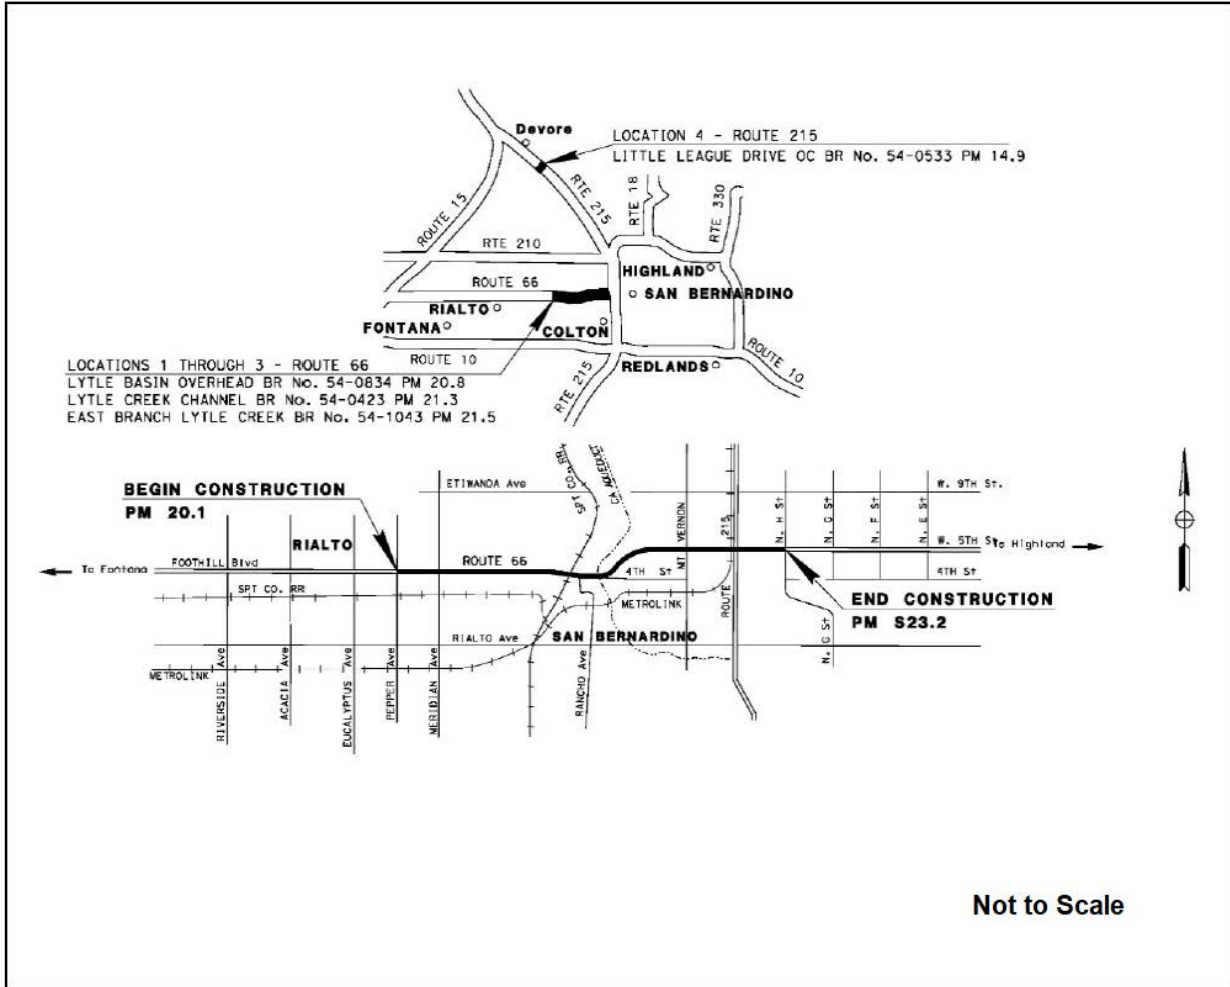 Devore
LOCATION 4 - ROUTE 215
LITTLE LEAGUE DRIVE OC BR No. 54-0533 PM 14.9
RTE 215
RTE 18
RTE 330
ROUTE 15
RTE 210
HIGHLAND
ROUTE 66
SAN BERNARDINO
RIALTO
FONTANA
COLTON
ROUTE 10
REDLANDS
ROUTE 10
RTE 215
LOCATIONS 1 THROUGH 3 - ROUTE 66
LYTLE BASIN OVERHEAD BR No. 54-0834 PM 20.8
LYTLE CREEK CHANNEL BR No. 54-0423 PM 21.3
EAST BRANCH LYTLE CREEK BR No. 54-1043 PM 21.5
BEGIN CONSTRUCTION
PM 20.1
ETIWANDA Ave
SPT CO. RR
CA AQUEDUCT
MT VERNON
ROUTE 215
N. H St
N. G St
N. F St
N. E St
W. 9TH St.
RIALTO
To Fontana
FOOTHILL Blvd
ROUTE 66
W. 5TH St
To Highland
4TH St
4TH St
SPT CO. RR
METROLINK
END CONSTRUCTION
PM S23.2
RIALTO Ave
SAN BERNARDINO
N. G St
METROLINK
RIVERSIDE Ave
ACACIA Ave
EUCALYPTUS Ave
PEPPER Ave
MERIDIAN Ave
RANCHO Ave
Not to Scale